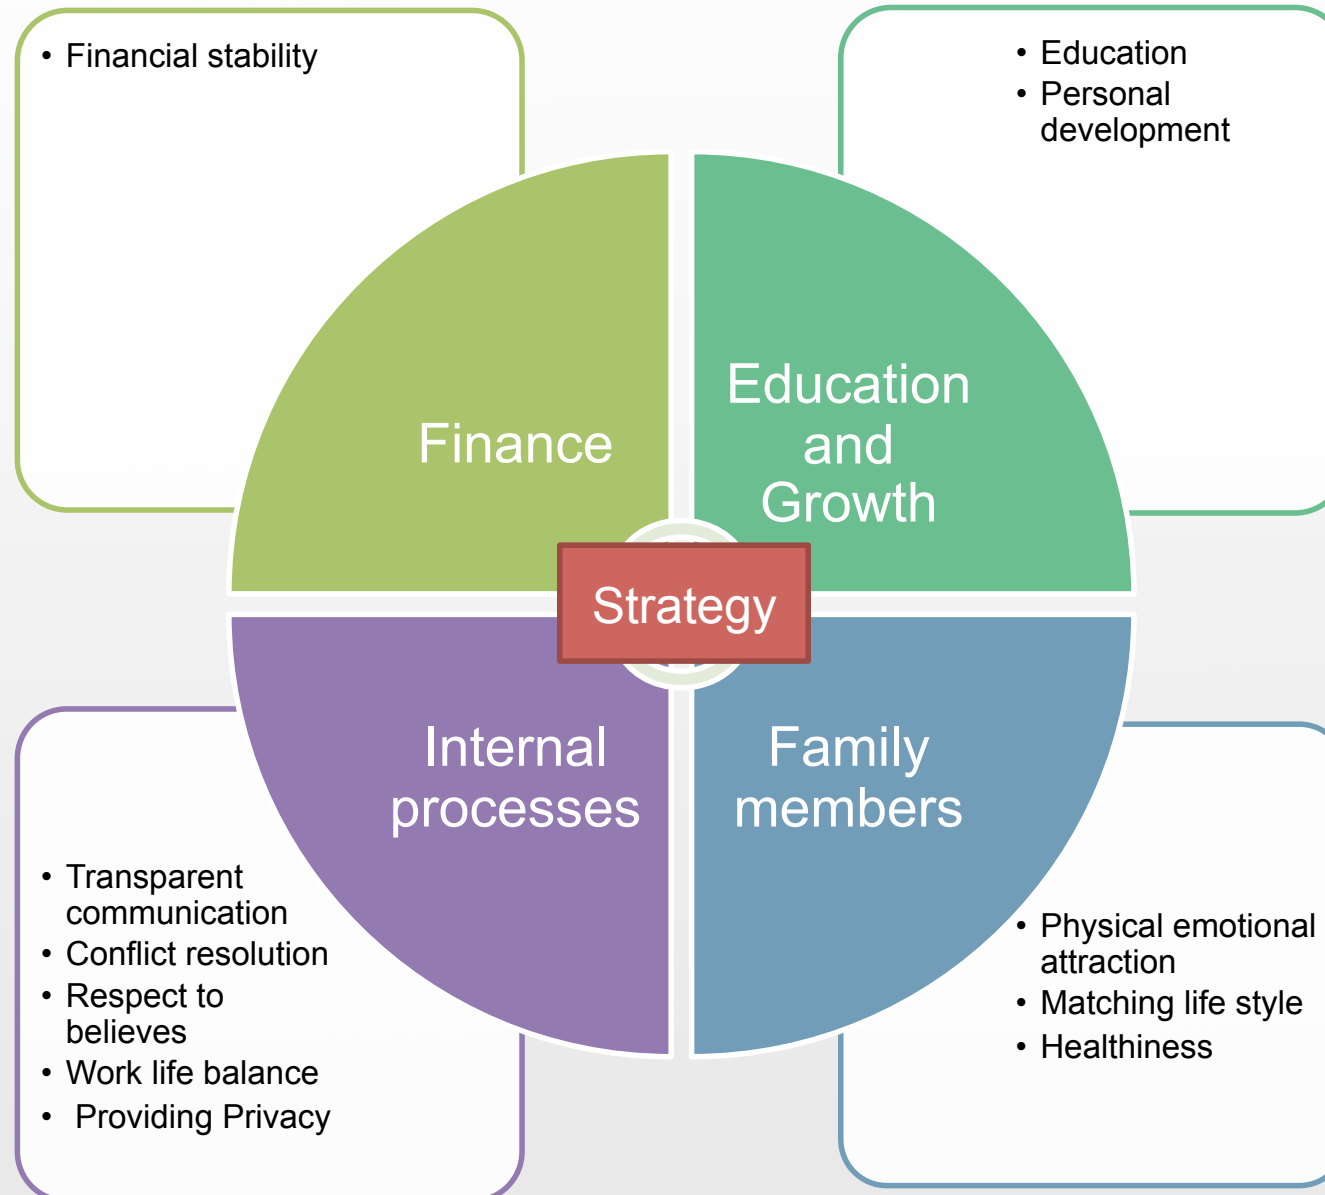 • Financial stability
• Education
• Personal
development
Finance
Education
and
Growth
Strategy
Internal
processes
Family
members
• Transparent
communication
• Conflict resolution
• Respect to
believes
• Work life balance
• Providing Privacy
• Physical emotional
attraction
• Matching life style
• Healthiness